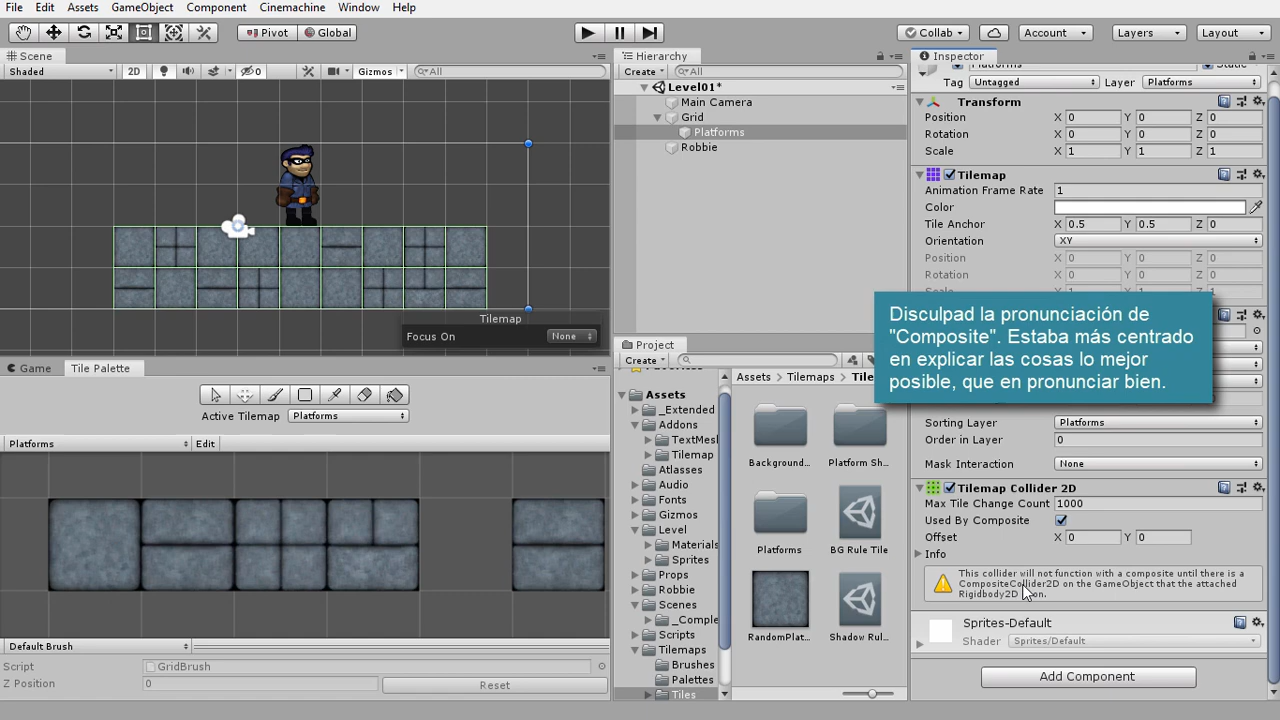 File Edit Assets GameObject Component Cinemachine Window Help
Pivot Global Collab Account Layers Layout
Scene
Shaded 2D 0 Gizmos All
Tilemap
Focus On None
Game Tile Palette
Active Tilemap Platforms
Platforms Edit
Default Brush
Script GridBrush
Z Position 0 Reset
Hierarchy
Create All
Level01*
Main Camera
Grid
Platforms
Robbie
Project
Create
Assets
_Extended
Addons
TextMesh
Tilemap
Atlasses
Audio
Fonts
Gizmos
Level
Materials
Sprites
Props
Robbie
Scenes
_Comple
Scripts
Tilemaps
Brushes
Palettes
Tiles
Assets Tilemaps Tile
Background... Platform Sh...
Platforms BG Rule Tile
RandomPlat... Shadow Rul...
Inspector
Tag Untagged Layer Platforms
Transform
Position X 0 Y 0 Z 0
Rotation X 0 Y 0 Z 0
Scale X 1 Y 1 Z 1
Tilemap
Animation Frame Rate 1
Color
Tile Anchor X 0.5 Y 0.5 Z 0
Orientation XY
Position X 0 Y 0 Z 0
Rotation X 0 Y 0 Z 0
Disculpad la pronunciación de
"Composite". Estaba más centrado
en explicar las cosas lo mejor
posible, que en pronunciar bien.
Sorting Layer Platforms
Order in Layer 0
Mask Interaction None
Tilemap Collider 2D
Max Tile Change Count 1000
Used By Composite
Offset X 0 Y 0
Info
This collider will not function with a composite until there is a
CompositeCollider2D on the GameObject that the attached
Rigidbody2D on.
Sprites-Default
Shader Sprites/Default
Add Component